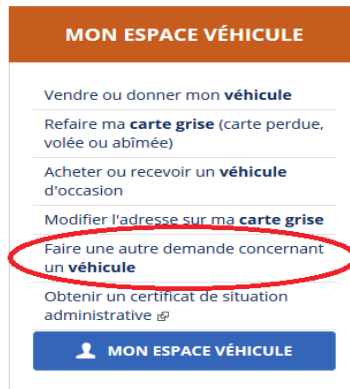 MON ESPACE VÉHICULE
Vendre ou donner mon véhicule
Refaire ma carte grise (carte perdue,
volée ou abîmée)
Acheter ou recevoir un véhicule
d'occasion
Modifier l'adresse sur ma carte grise
Faire une autre demande concernant
un véhicule
Obtenir un certificat de situation
administrative
MON ESPACE VÉHICULE